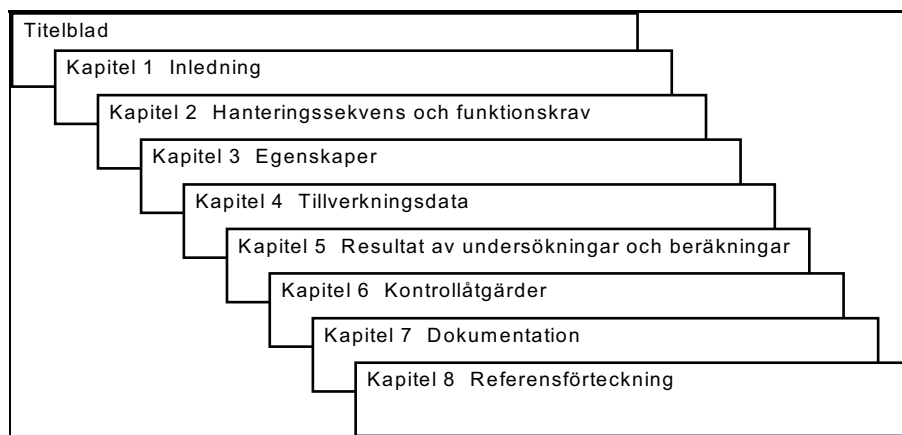 Titelblad
Kapitel 1 Inledning
Kapitel 2 Hanteringssekvens och funktionskrav
Kapitel 3 Egenskaper
Kapitel 4 Tillverkningsdata
Kapitel 5 Resultat av undersökningar och beräkningar
Kapitel 6 Kontrollåtgärder
Kapitel 7 Dokumentation
Kapitel 8 Referensförteckning